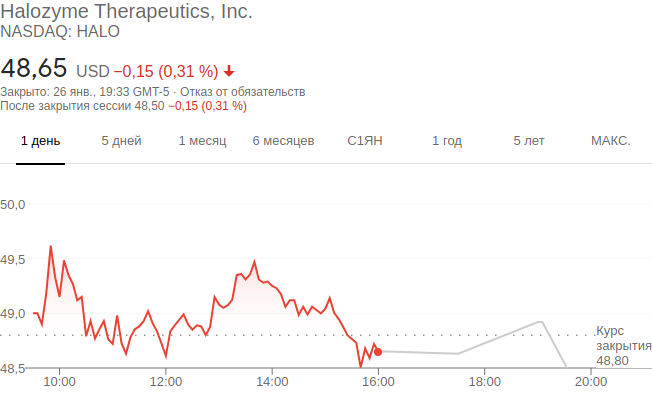 Halozyme Therapeutics, Inc.
NASDAQ: HALO
48,65 USD −0,15 (0,31 %)
Закрыто: 26 янв., 19:33 GMT-5 · Отказ от обязательств
После закрытия сессии 48,50 −0,15 (0,31 %)
1 день 5 дней 1 месяц 6 месяцев С1ЯН 1 год 5 лет МАКС.
50,0
49,5
49,0
Курс
закрытия
48,80
48,5
10:00 12:00 14:00 16:00 18:00 20:00